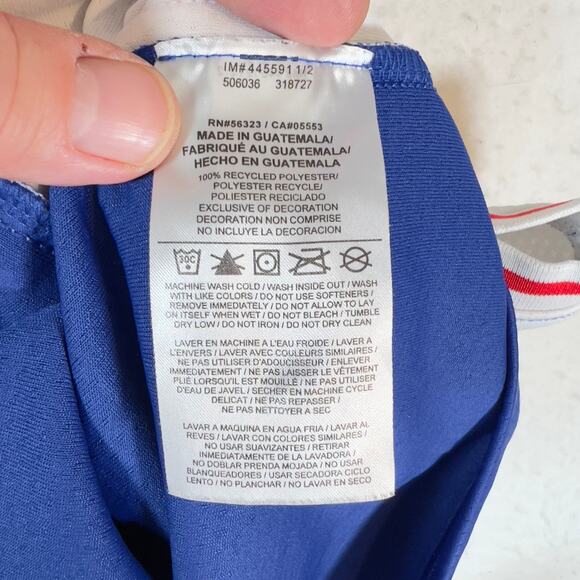 IM# 445591 1/2
506036 318727
RN#56323 / CA#05553
MADE IN GUATEMALA/
FABRIQUÉ AU GUATEMALA/
HECHO EN GUATEMALA
100% RECYCLED POLYESTER/
POLYESTER RECYCLE/
POLIESTER RECICLADO
EXCLUSIVE OF DECORATION
DECORATION NON COMPRISE
NO INCLUYE LA DECORACION
30C
MACHINE WASH COLD / WASH INSIDE OUT / WASH
WITH LIKE COLORS / DO NOT USE SOFTENERS /
REMOVE IMMEDIATELY / DO NOT ALLOW TO LAY
ON ITSELF WHEN WET / DO NOT BLEACH / TUMBLE
DRY LOW / DO NOT IRON / DO NOT DRY CLEAN
LAVER EN MACHINE A L'EAU FROIDE / LAVER A
L'ENVERS / LAVER AVEC COULEURS SIMILAIRES /
NE PAS UTILISER D'ADOUCISSEUR / ENLEVER
IMMÉDIATEMENT / NE PAS LAISSER LE VÊTEMENT
PLIÉ LORSQU'IL EST MOUILLÉ / NE PAS UTILISER
D'EAU DE JAVEL / SECHER EN MACHINE CYCLE
DELICAT / NE PAS REPASSER /
NE PAS NETTOYER A SEC
LAVAR A MAQUINA EN AGUA FRIA / LAVAR AL
REVES / LAVAR CON COLORES SIMILARES /
NO USAR SUAVIZANTES / RETIRAR
INMEDIATAMENTE DE LA LAVADORA /
NO DOBLAR PRENDA MOJADA / NO USAR
BLANQUEADORES / USAR SECADORA CICLO
LENTO / NO PLANCHAR / NO LAVAR EN SECO